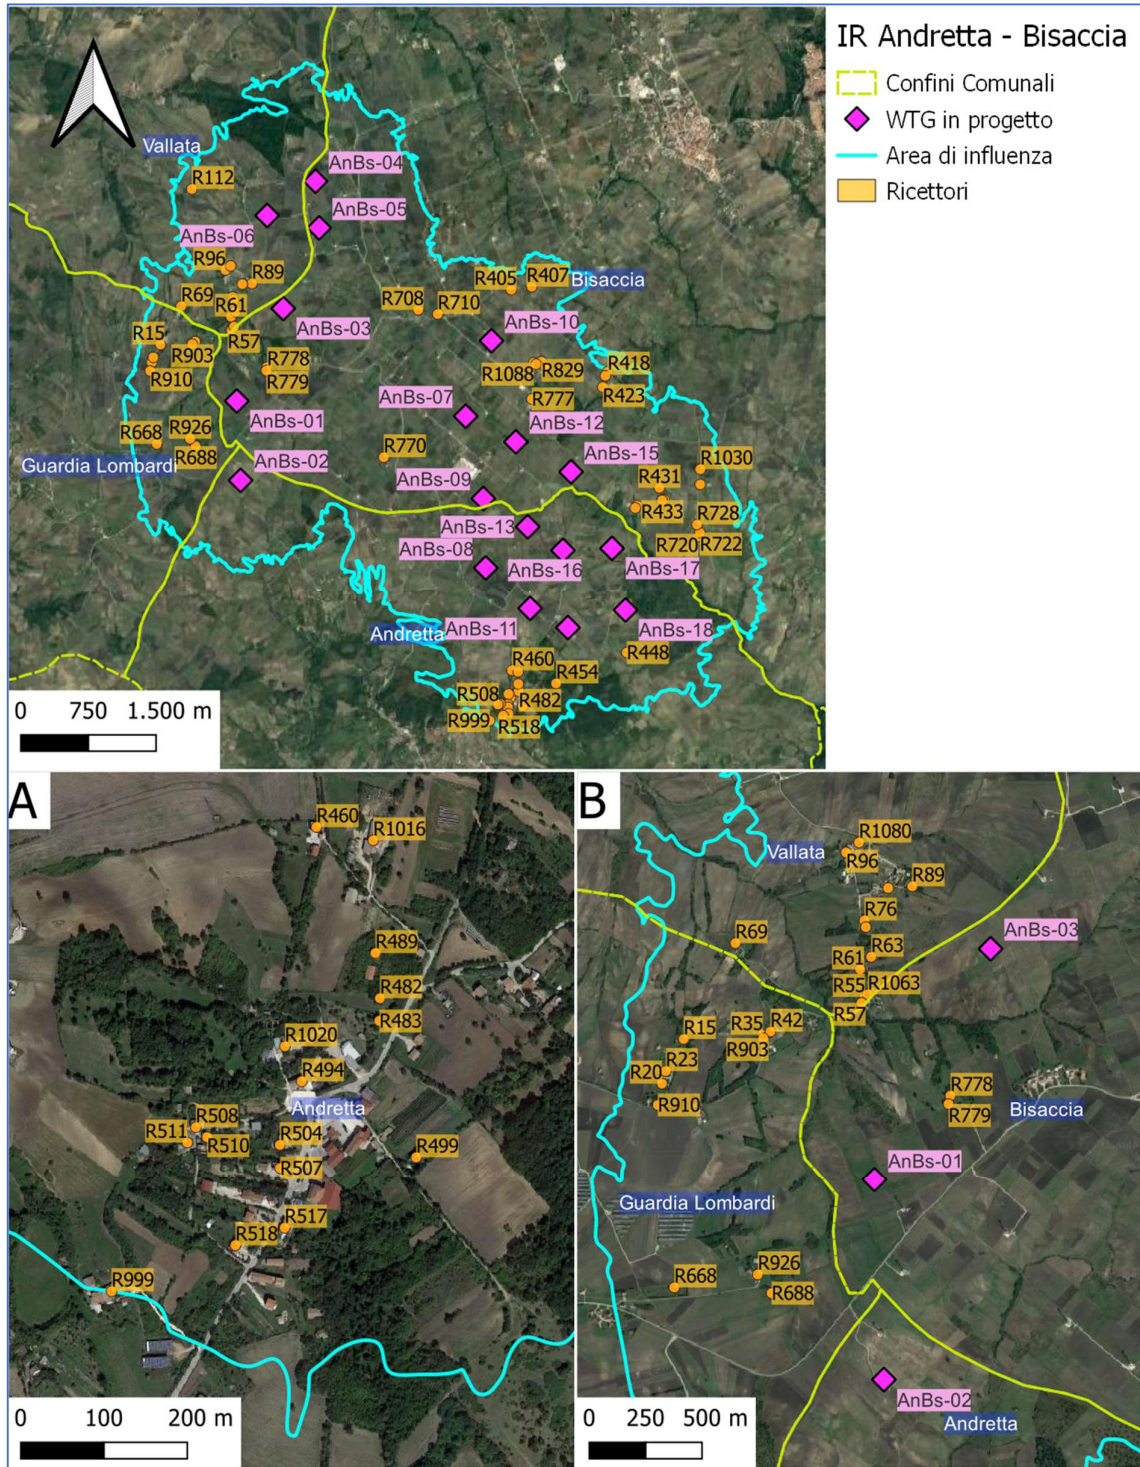 IR Andretta - Bisaccia
Confini Comunali
WTG in progetto
Area di influenza
Ricettori
Vallata
R112
AnBs-04
AnBs-05
AnBs-06
R96
R89
R405
R407
Bisaccia
R69
R61
R708
R710
R15
R57
AnBs-03
AnBs-10
R903
R778
R1088
R829
R418
R910
R779
R423
AnBs-07
R777
AnBs-01
AnBs-12
R668
R926
R688
R770
AnBs-15
R1030
Guardia Lombardi
AnBs-02
AnBs-09
R431
R433
R728
AnBs-13
AnBs-08
R720
R722
AnBs-16
AnBs-17
Andretta
AnBs-11
AnBs-18
R448
R460
R454
R508
R482
R999
R518
0 750 1.500 m
A
R460
R1016
R489
R482
R483
R1020
R494
Andretta
R508
R511
R510
R504
R499
R507
R517
R518
R999
0 100 200 m
B
R1080
Vallata
R96
R89
R76
R69
AnBs-03
R63
R61
R55
R1063
R57
R15
R35
R42
R903
R23
R20
R910
R778
R779
Bisaccia
AnBs-01
Guardia Lombardi
R926
R668
R688
AnBs-02
Andretta
0 250 500 m